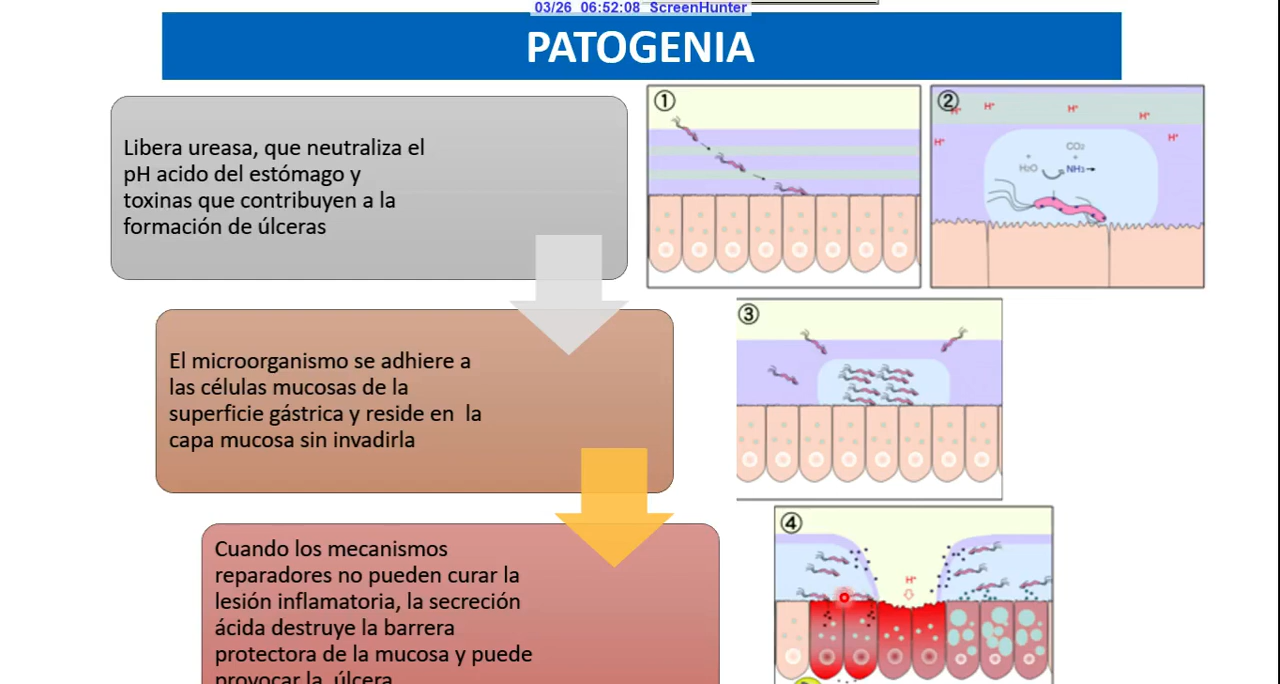 03/26 06:52:08 ScreenHunter
PATOGENIA
Libera ureasa, que neutraliza el
pH acido del estómago y
toxinas que contribuyen a la
formación de úlceras
El microorganismo se adhiere a
las células mucosas de la
superficie gástrica y reside en la
capa mucosa sin invadirla
Cuando los mecanismos
reparadores no pueden curar la
lesión inflamatoria, la secreción
ácida destruye la barrera
protectora de la mucosa y puede
provocar la úlcera
①
②
H⁺
H⁺
H⁺
H⁺
H⁺
H⁺
CO₂
+
H₂O
NH₃
③
④
H⁺